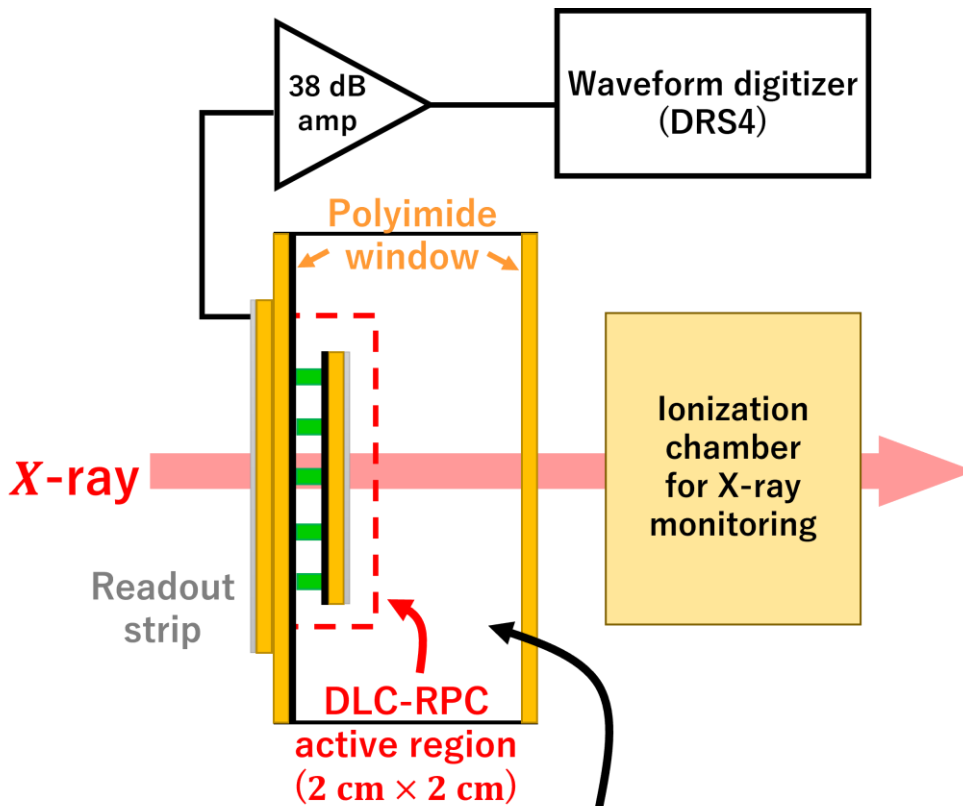 38 dB
amp
Waveform digitizer
(DRS4)
Polyimide
window
X-ray
Ionization
chamber
for X-ray
monitoring
Readout
strip
DLC-RPC
active region
(2 cm × 2 cm)